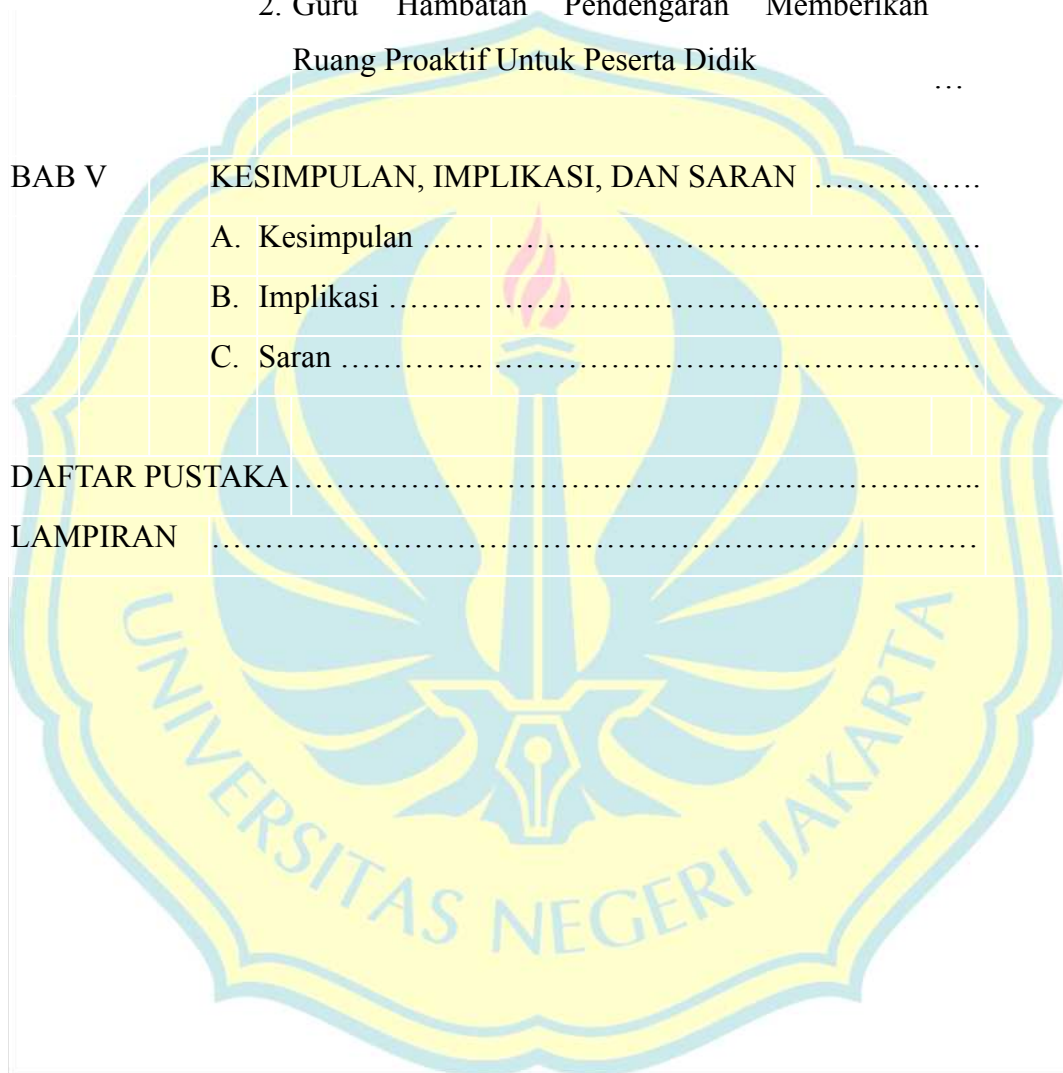 2. Guru Hambatan Pendengaran Memberikan
Ruang Proaktif Untuk Peserta Didik
…
BAB V KESIMPULAN, IMPLIKASI, DAN SARAN …………….
A. Kesimpulan …… ……………………………………….
B. Implikasi ……… ……………………………………….
C. Saran ………….. ……………………………………….
DAFTAR PUSTAKA………………………………………………………..
LAMPIRAN ………………………………………………………………
UNIVERSITAS NEGERI JAKARTA